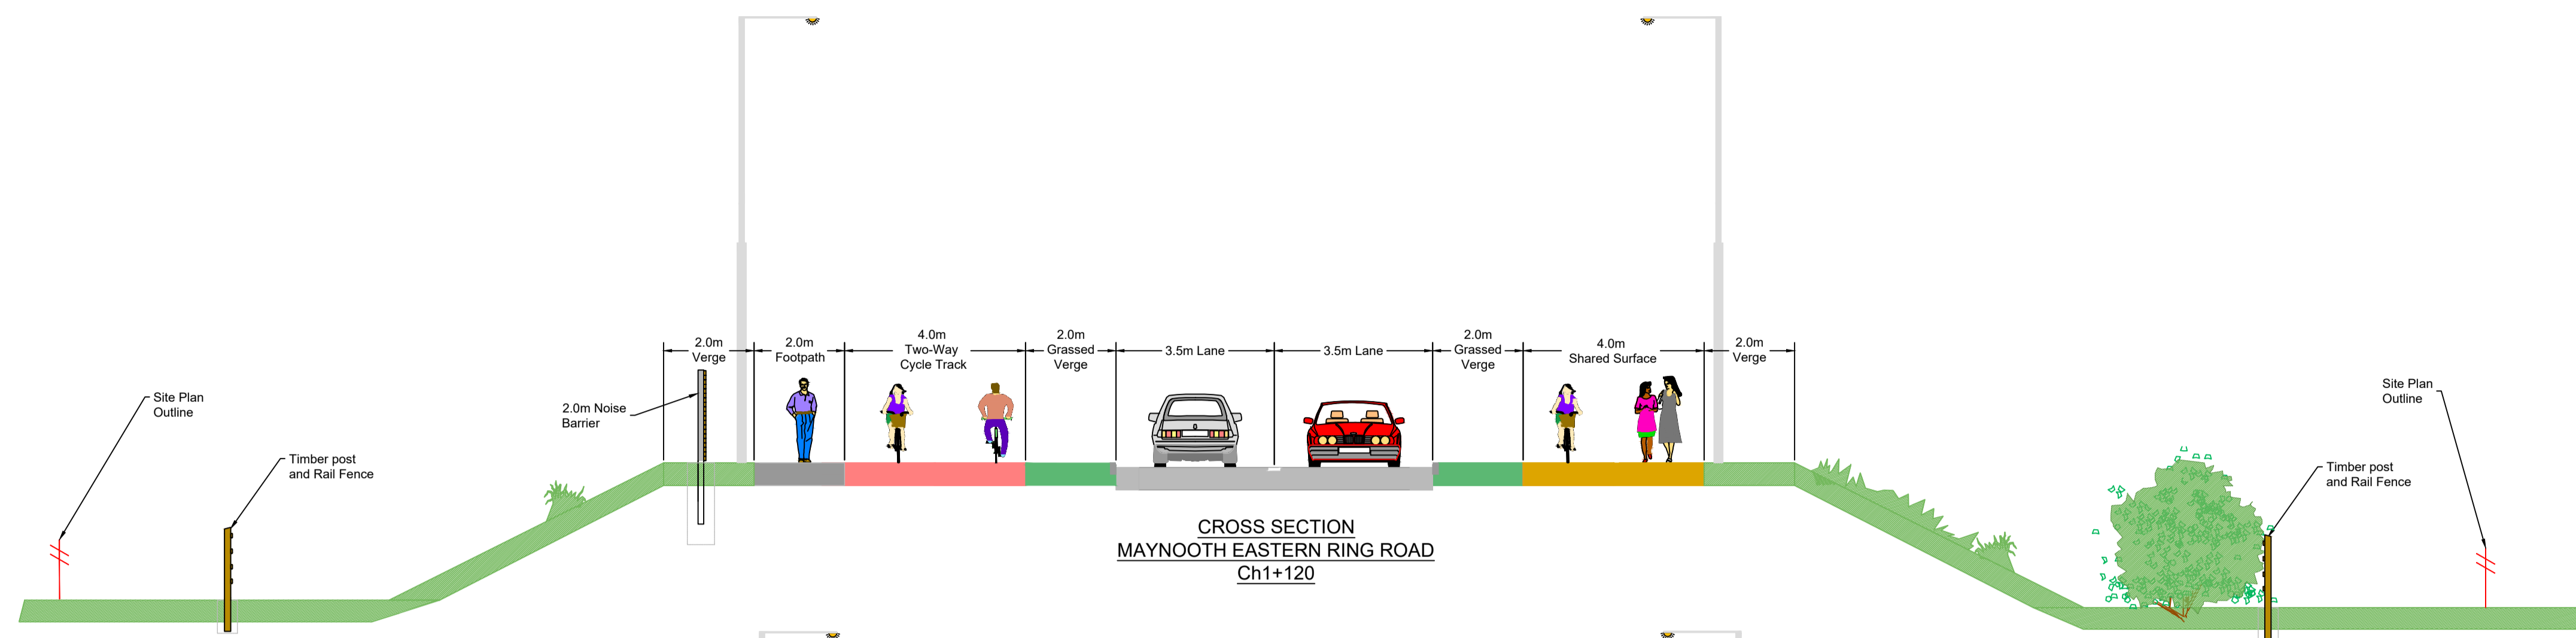 2.0m
Verge
2.0m
Footpath
4.0m
Two-Way
Cycle Track
2.0m
Grassed
Verge
3.5m Lane
3.5m Lane
2.0m
Grassed
Verge
4.0m
Shared Surface
2.0m
Verge
Site Plan
Outline
Timber post
and Rail Fence
2.0m Noise
Barrier
Site Plan
Outline
Timber post
and Rail Fence
CROSS SECTION
MAYNOOTH EASTERN RING ROAD
Ch1+120